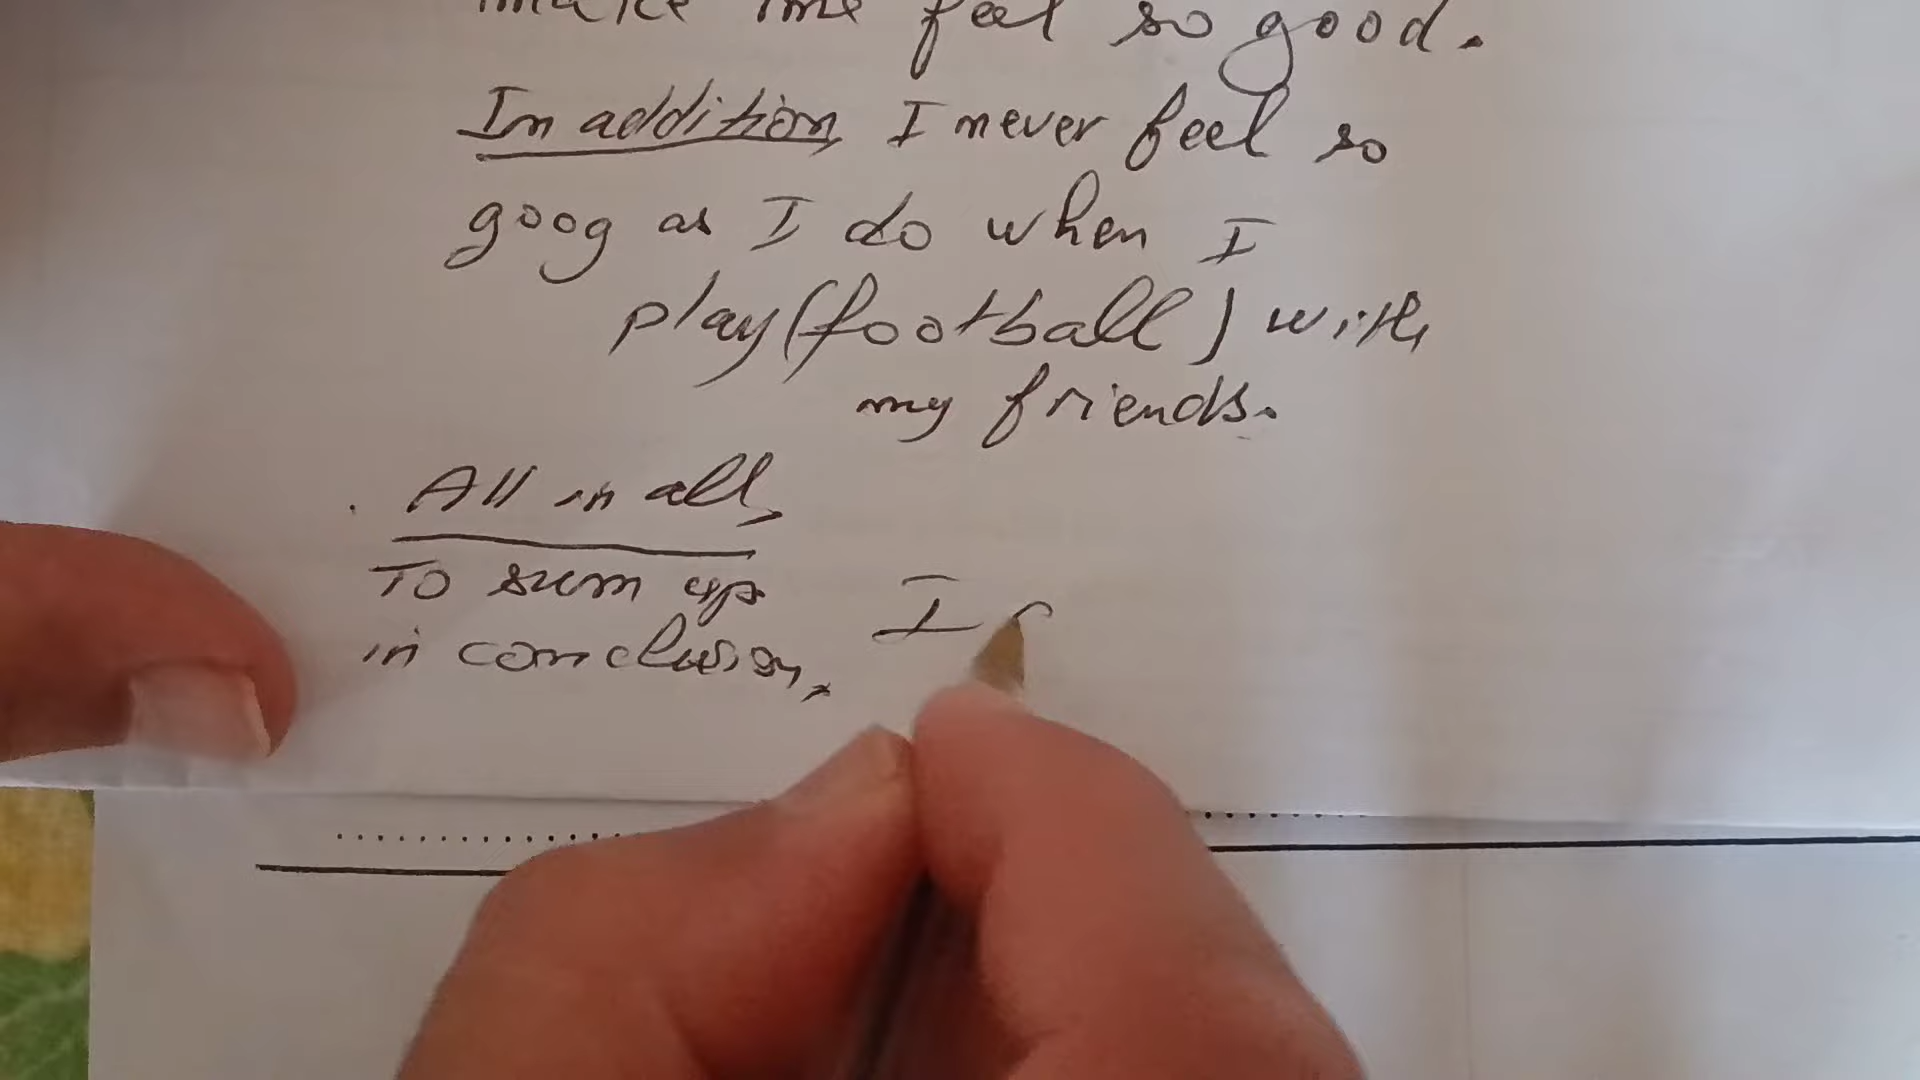 make me feel so good.
In addition, I never feel so
goog as I do when I
play (football) with
my friends.
All in all,
To sum up
in conclusion,
I